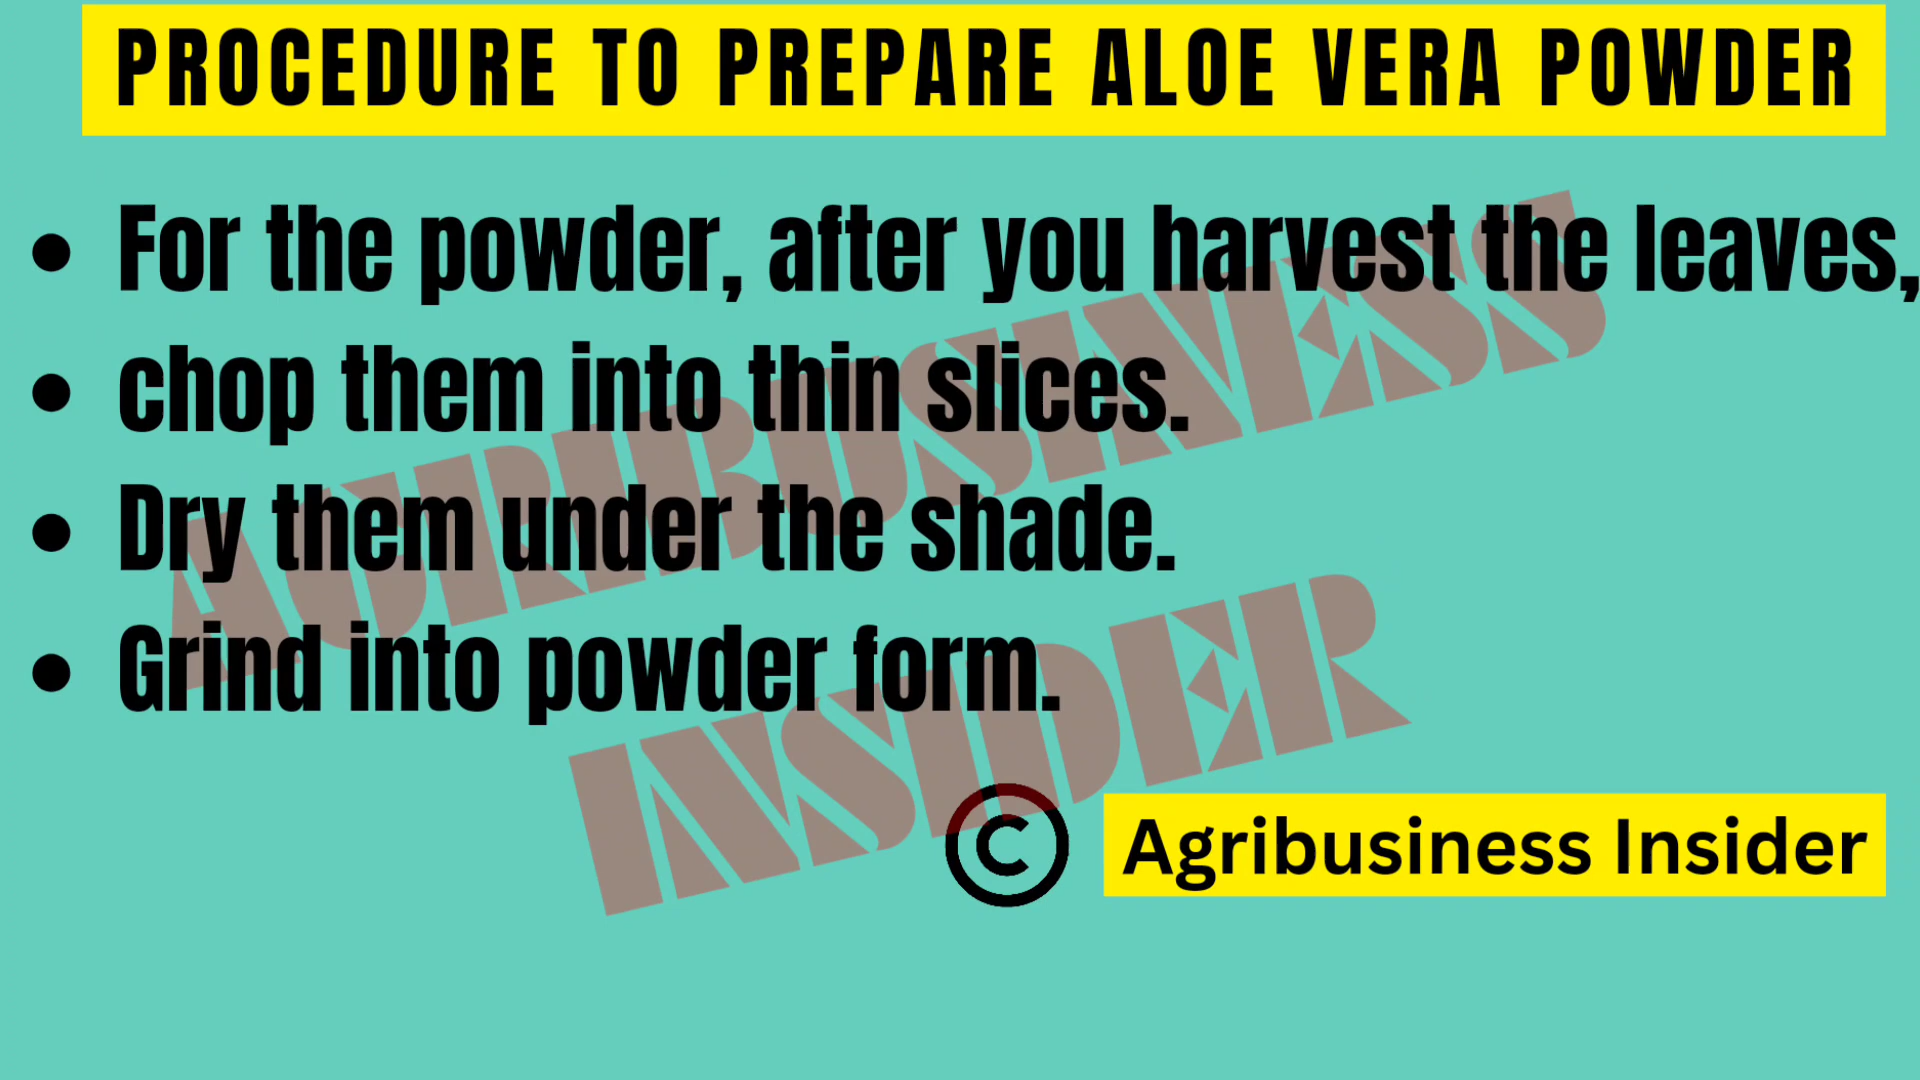 PROCEDURE TO PREPARE ALOE VERA POWDER
• For the powder, after you harvest the leaves,
• chop them into thin slices.
• Dry them under the shade.
• Grind into powder form.
AGRIBUSINESS
INSIDER
© Agribusiness Insider